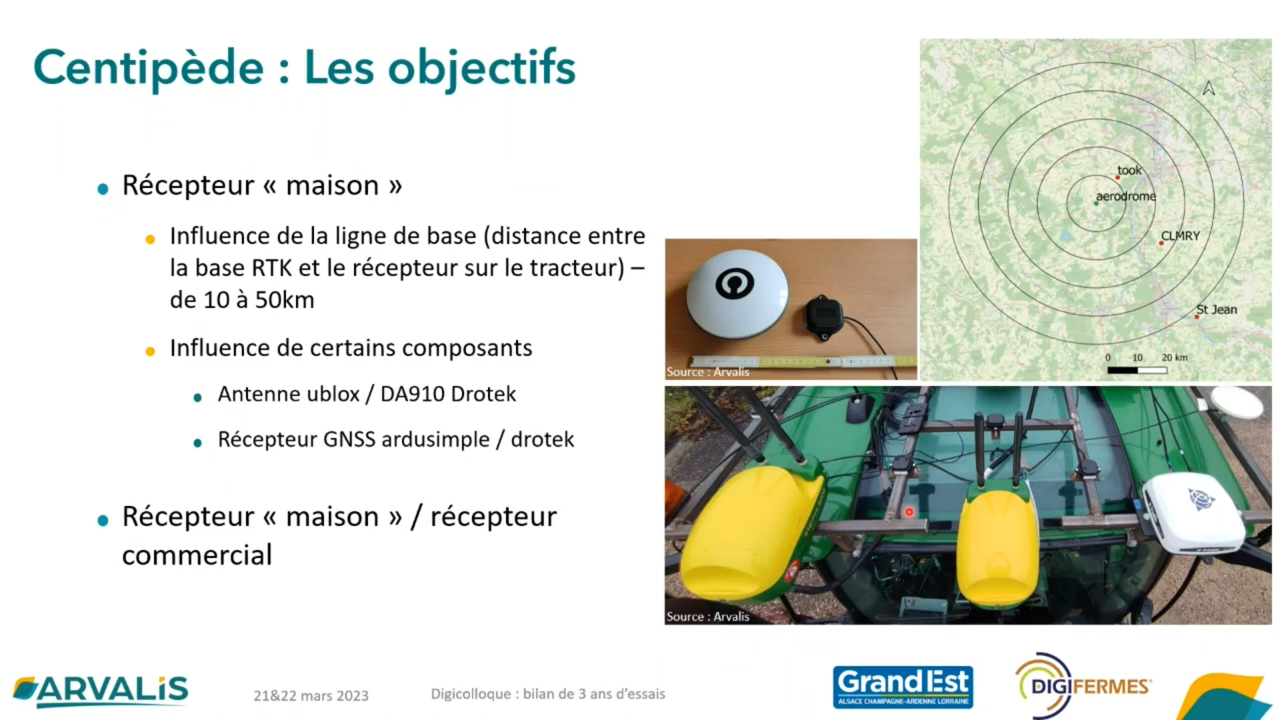 Centipède : Les objectifs
Récepteur « maison »
Influence de la ligne de base (distance entre
la base RTK et le récepteur sur le tracteur) –
de 10 à 50km
Influence de certains composants
Antenne ublox / DA910 Drotek
Récepteur GNSS ardusimple / drotek
Récepteur « maison » / récepteur
commercial
took
aerodrome
CLMRY
St Jean
0 10 20 km
Source : Arvalis
Source : Arvalis
ARVALIS
21&22 mars 2023
Digicolloque : bilan de 3 ans d’essais
Grand Est
ALSACE CHAMPAGNE-ARDENNE LORRAINE
DIGIFERMES